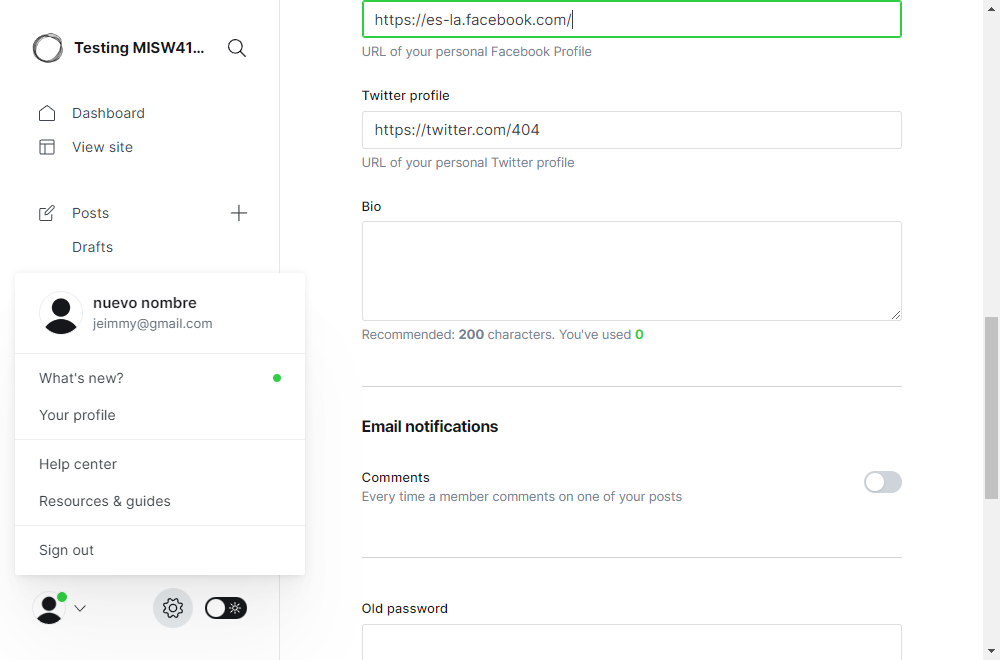 Testing MISW41...
Dashboard
View site
Posts
Drafts
nuevo nombre
jeimmy@gmail.com
What's new?
Your profile
Help center
Resources & guides
Sign out
https://es-la.facebook.com/
URL of your personal Facebook Profile
Twitter profile
https://twitter.com/404
URL of your personal Twitter profile
Bio
Recommended: 200 characters. You've used 0
Email notifications
Comments
Every time a member comments on one of your posts
Old password